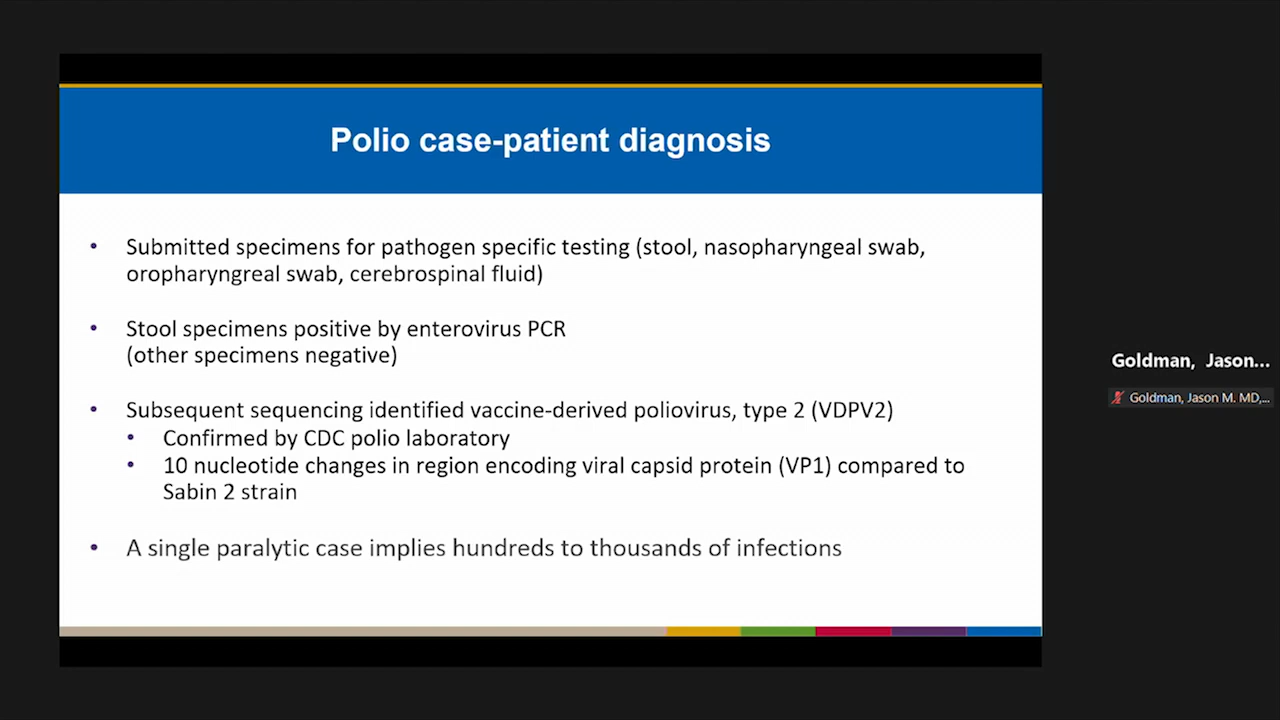 Polio case-patient diagnosis
• Submitted specimens for pathogen specific testing (stool, nasopharyngeal swab,
oropharyngreal swab, cerebrospinal fluid)
• Stool specimens positive by enterovirus PCR
(other specimens negative)
• Subsequent sequencing identified vaccine-derived poliovirus, type 2 (VDPV2)
• Confirmed by CDC polio laboratory
• 10 nucleotide changes in region encoding viral capsid protein (VP1) compared to
Sabin 2 strain
• A single paralytic case implies hundreds to thousands of infections
Goldman, Jason...
Goldman, Jason M. MD,...